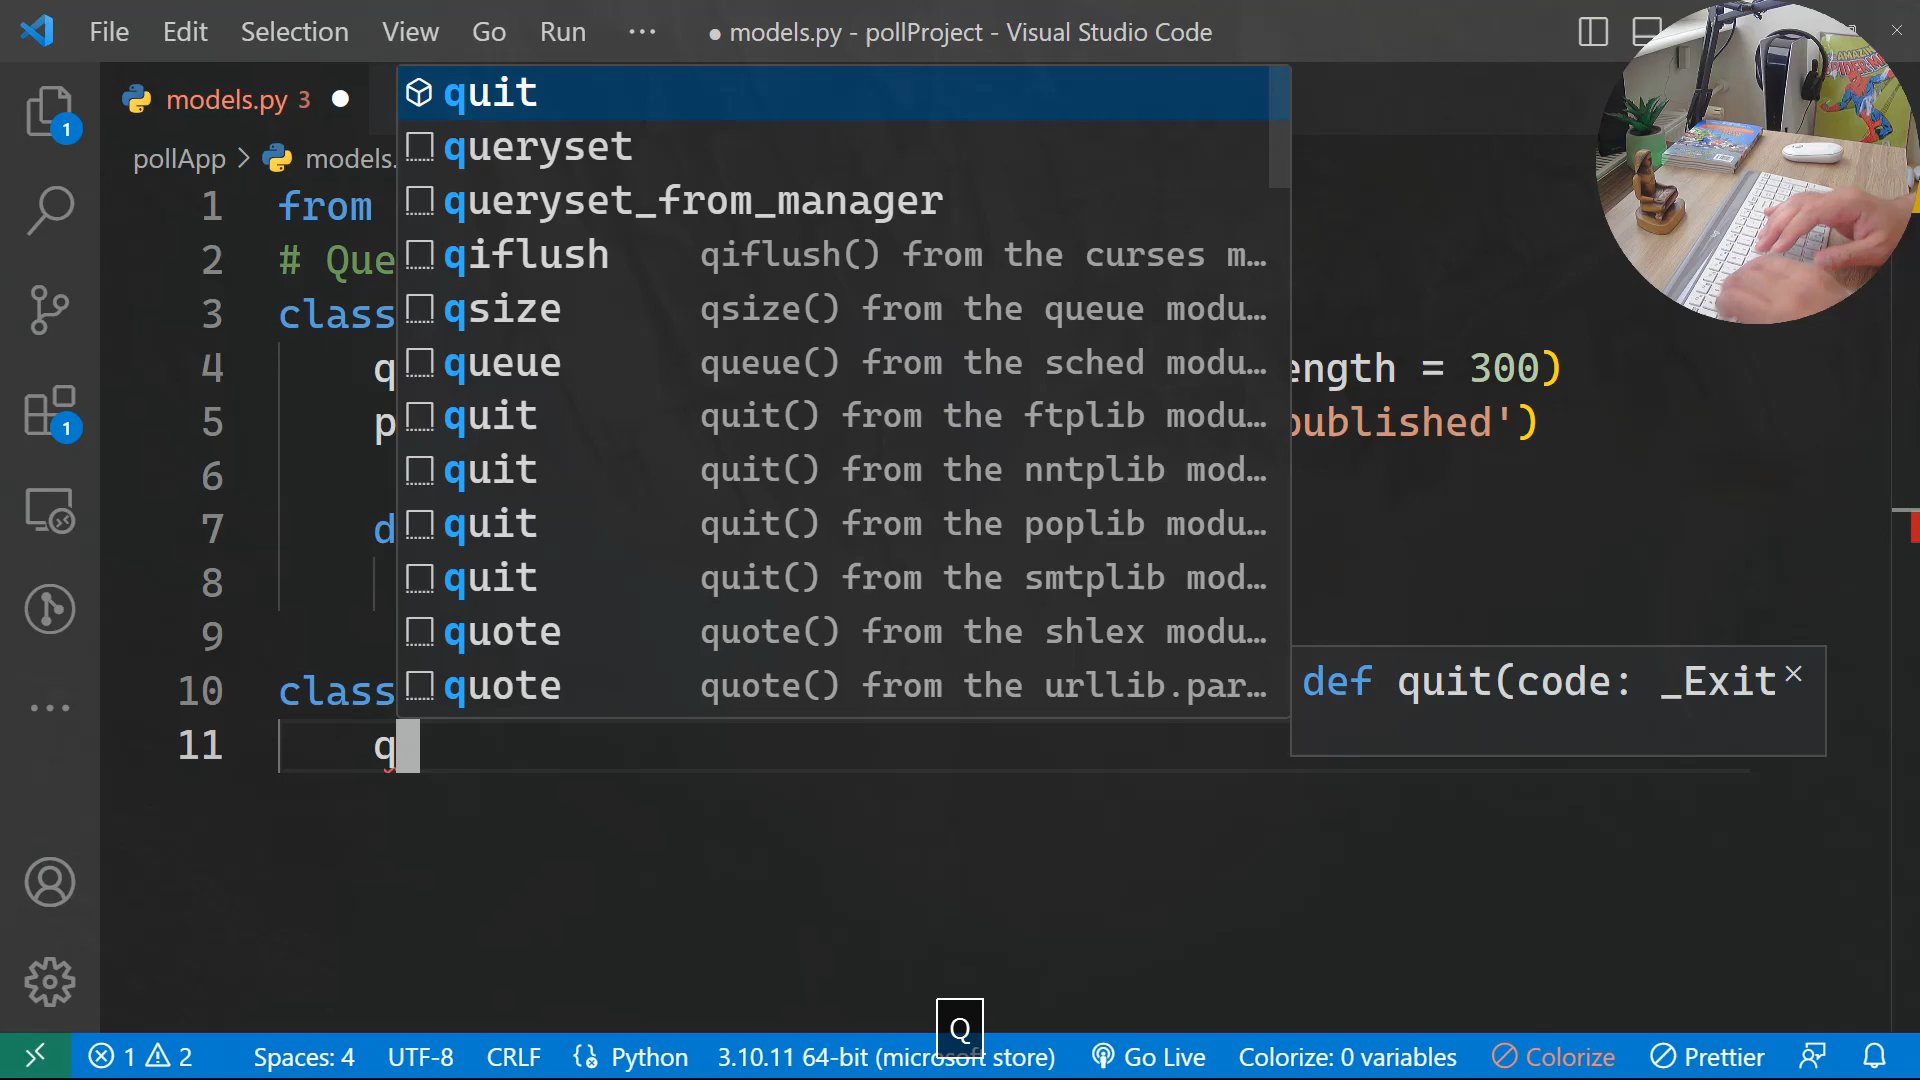 File Edit Selection View Go Run ··· ● models.py - pollProject - Visual Studio Code
models.py 3
pollApp > models.
1 from
2 # Que
3 class
4 q ength = 300)
5 p published')
6
7 d
8
9
10 class
11 q
quit
queryset
queryset_from_manager
qiflush qiflush() from the curses m…
qsize qsize() from the queue modu…
queue queue() from the sched modu…
quit quit() from the ftplib modu…
quit quit() from the nntplib mod…
quit quit() from the poplib modu…
quit quit() from the smtplib mod…
quote quote() from the shlex modu…
quote quote() from the urllib.par…
def quit(code: _Exit
1
1
AMAZING
SPIDER-MAN
Q
1 2 Spaces: 4 UTF-8 CRLF Python 3.10.11 64-bit (microsoft store) Go Live Colorize: 0 variables Colorize Prettier